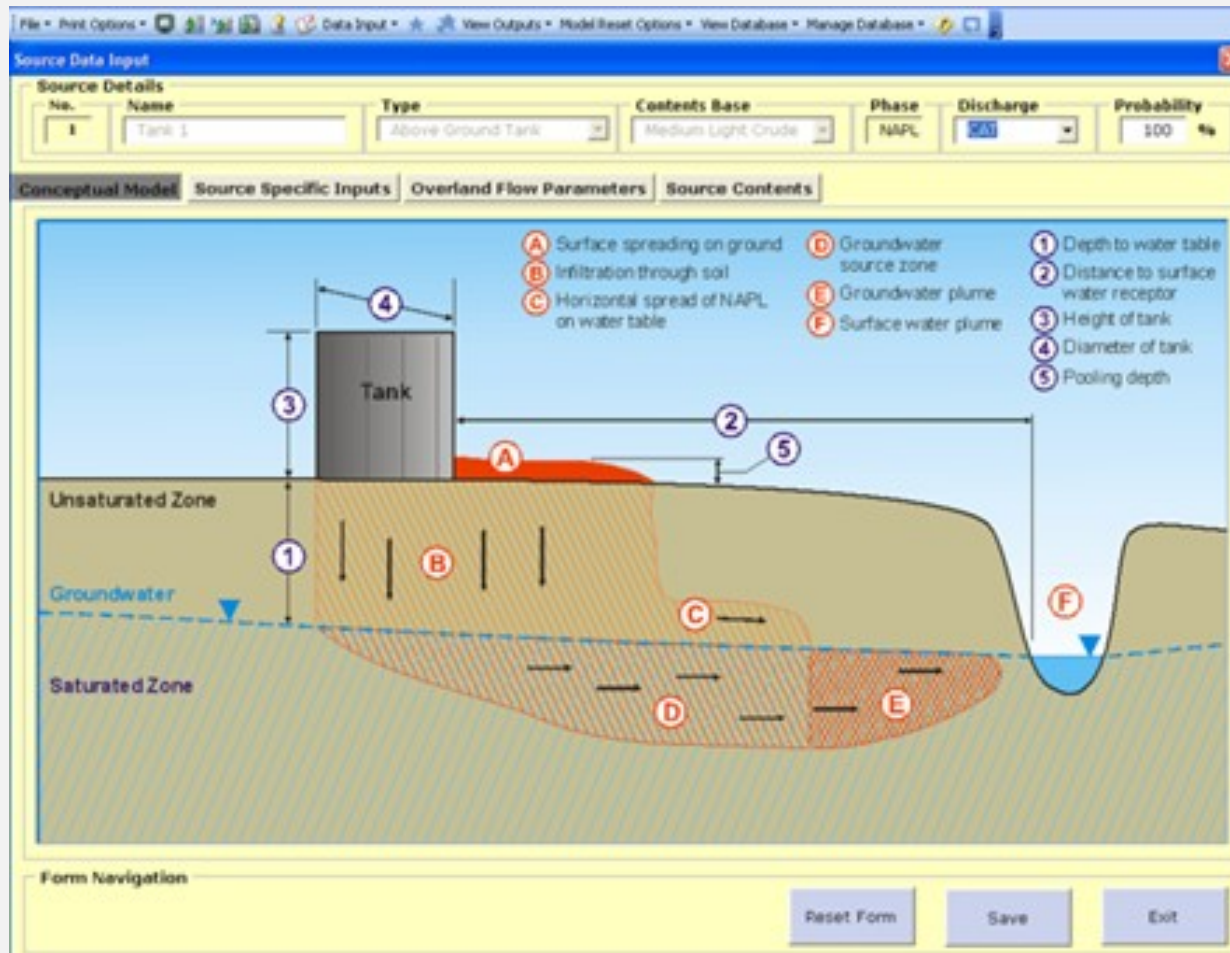 File Print Options Data Input View Outputs Model Reset Options View Database Manage Database
Source Data Input
Source Details
No. Name Type Contents Base Phase Discharge Probability
1 Tank 1 Above Ground Tank Medium Light Crude NAPL CAT 100 %
Conceptual Model Source Specific Inputs Overland Flow Parameters Source Contents
A Surface spreading on ground
B Infiltration through soil
C Horizontal spread of NAPL
on water table
D Groundwater
source zone
E Groundwater plume
F Surface water plume
1 Depth to water table
2 Distance to surface
water receptor
3 Height of tank
4 Diameter of tank
5 Pooling depth
4
Tank
3
2
A
5
Unsaturated Zone
1
B
Groundwater
C
F
Saturated Zone
D
E
Form Navigation
Reset Form Save Exit